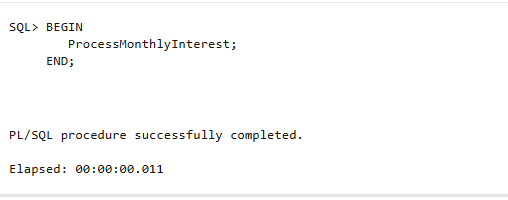 SQL> BEGIN
ProcessMonthlyInterest;
END;
PL/SQL procedure successfully completed.
Elapsed: 00:00:00.011